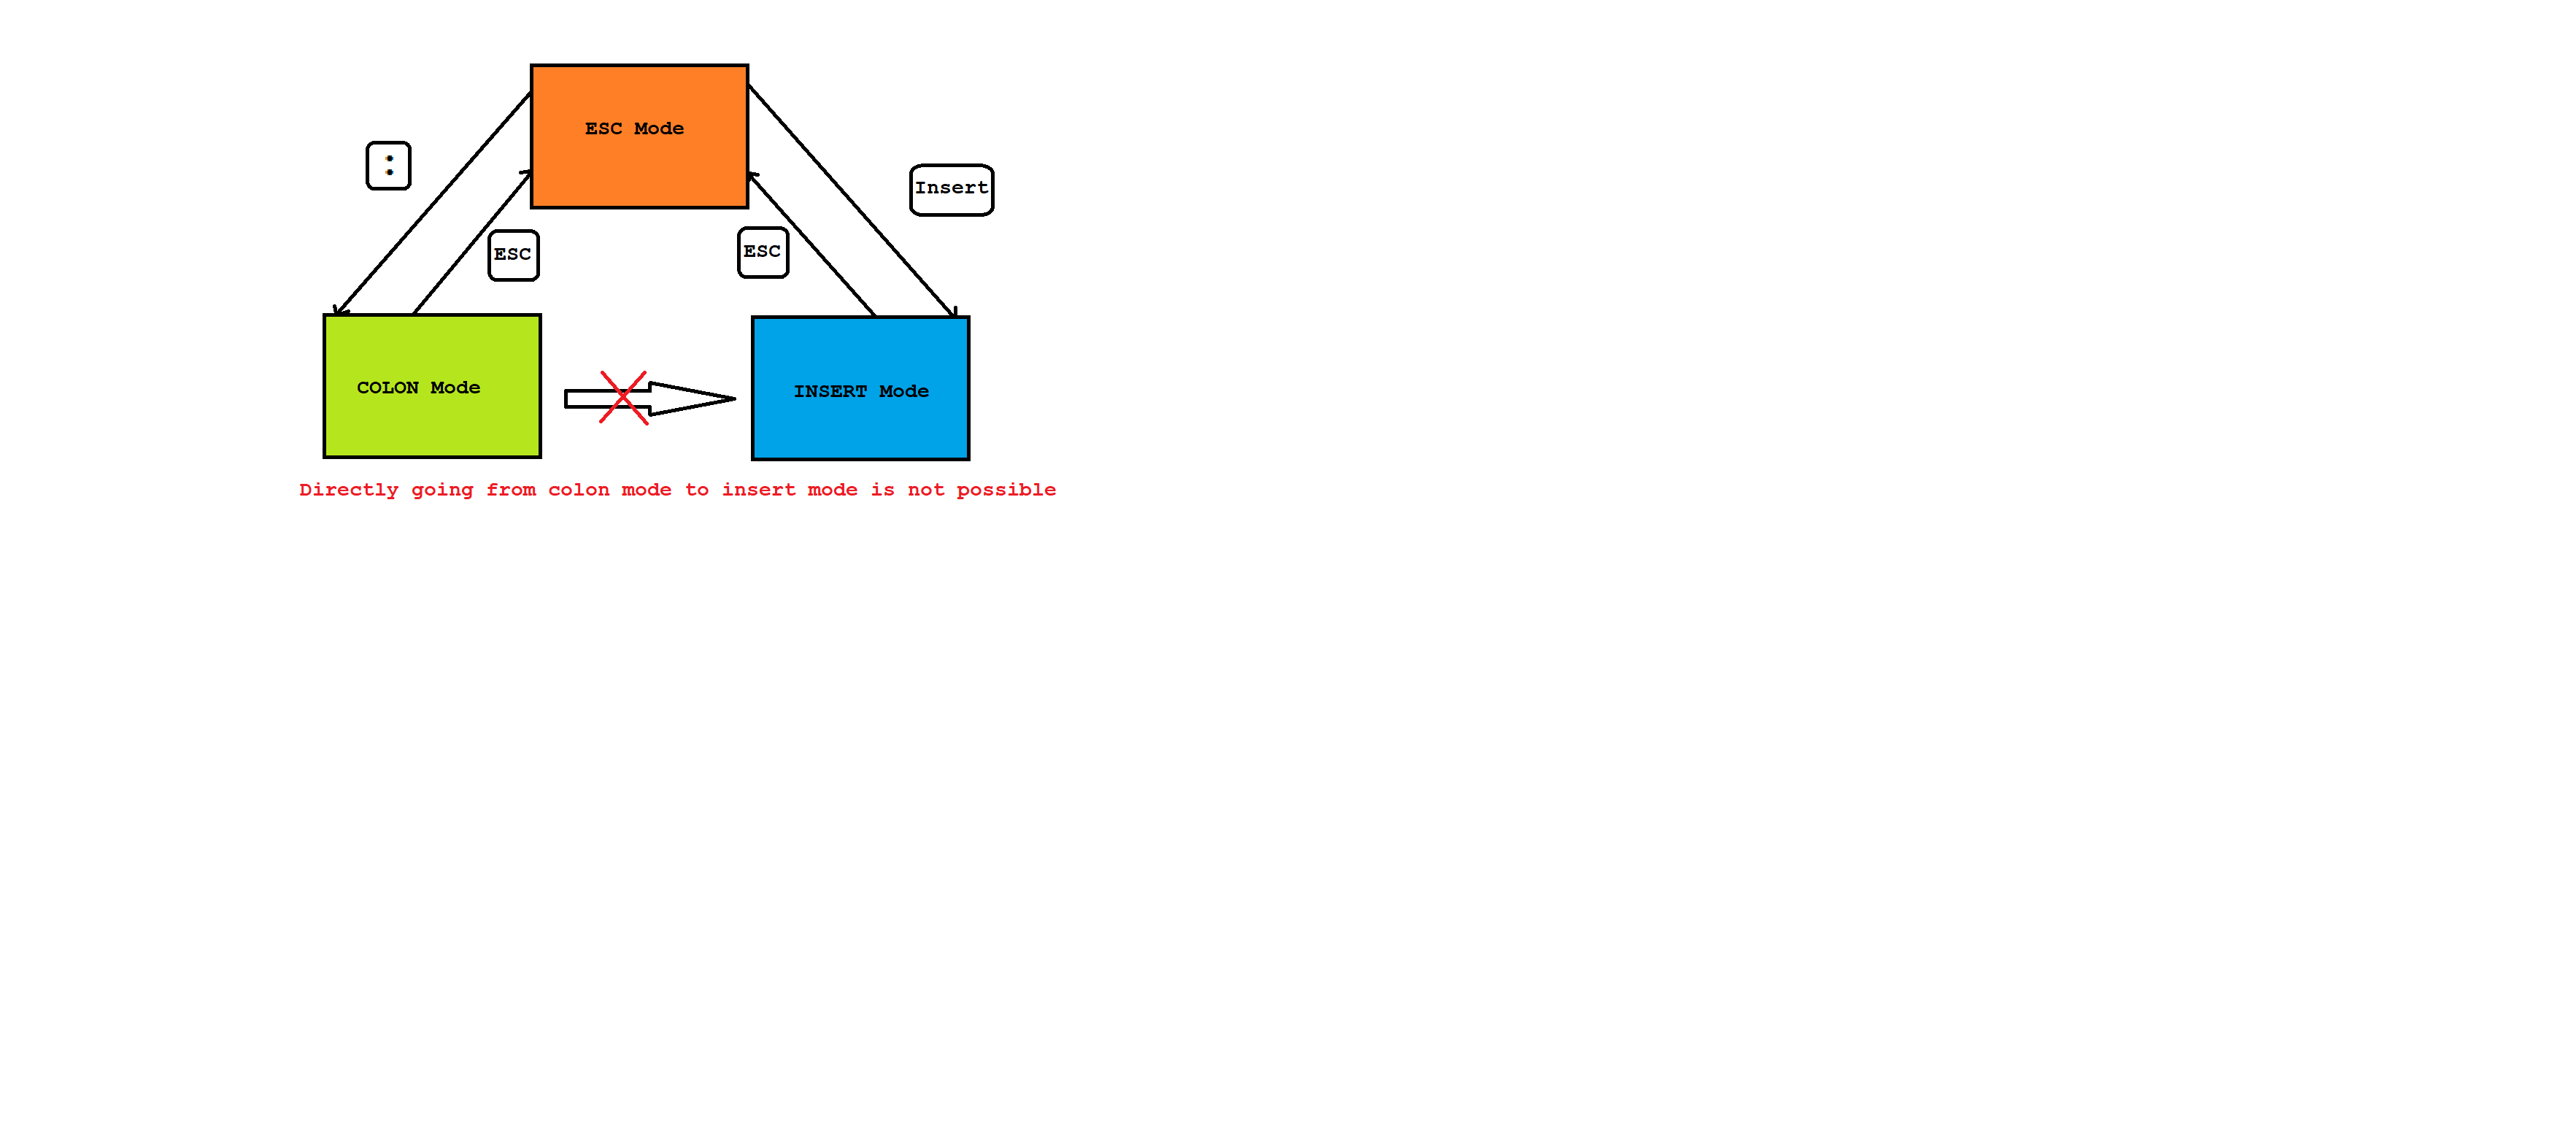 ESC Mode
:
Insert
ESC
ESC
COLON Mode
INSERT Mode
Directly going from colon mode to insert mode is not possible